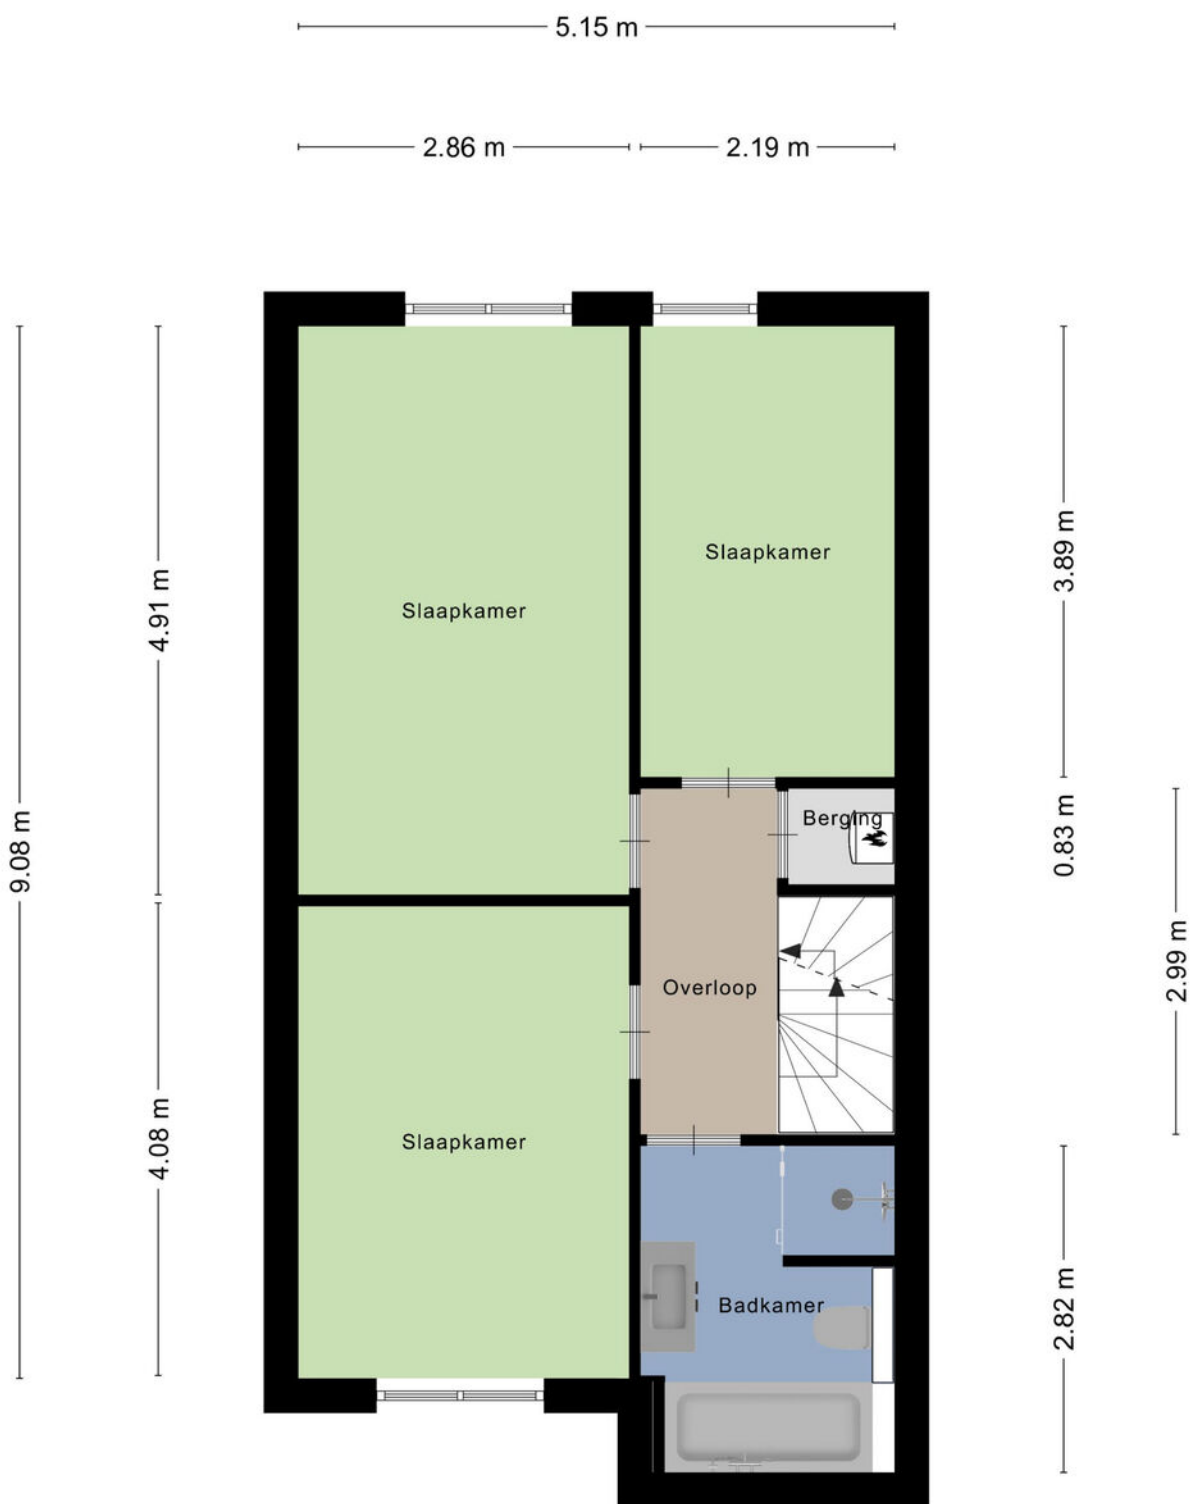 5.15 m
2.86 m
2.19 m
Slaapkamer
Slaapkamer
3.89 m
4.91 m
Berging
0.83 m
9.08 m
Overloop
2.99 m
Slaapkamer
4.08 m
Badkamer
2.82 m